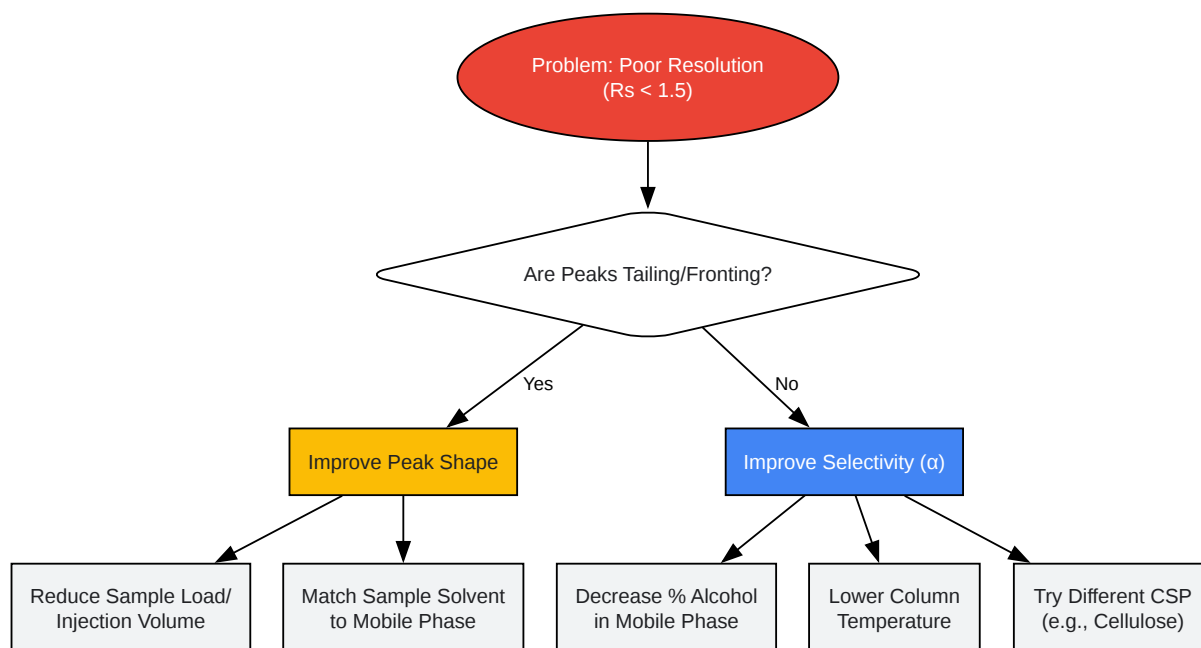 Problem: Poor Resolution
(Rs < 1.5)
Are Peaks Tailing/Fronting?
Yes
No
Improve Peak Shape
Improve Selectivity (α)
Reduce Sample Load/
Injection Volume
Match Sample Solvent
to Mobile Phase
Decrease % Alcohol
in Mobile Phase
Lower Column
Temperature
Try Different CSP
(e.g., Cellulose)